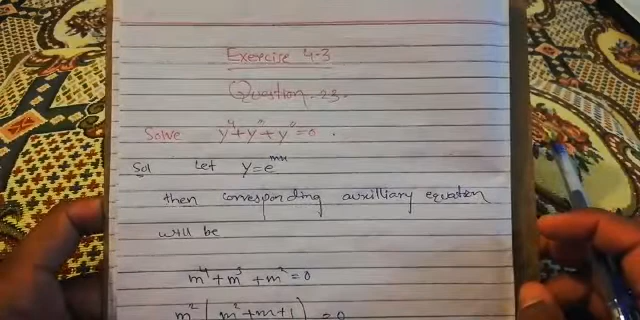 Exercise 4.3
Question-23.
Solve y⁴+y'''+y''=0.
Sol Let y=e^mx
then corresponding auxilliary equation
will be
m⁴+m³+m²=0
m²(m²+m+1)=0